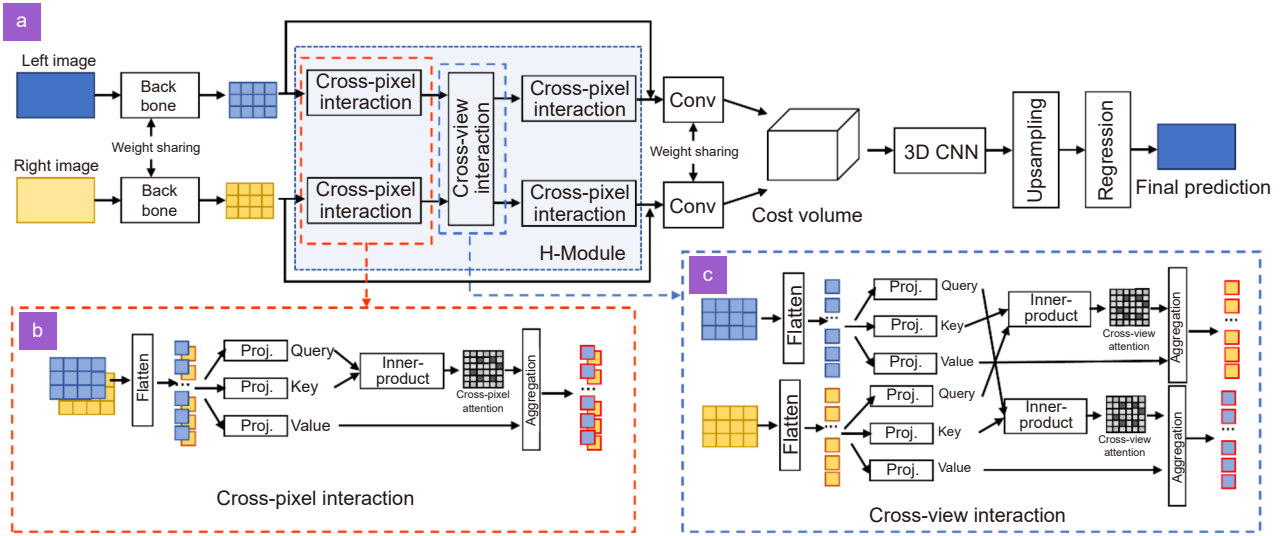 a
Left image
Back
bone
Weight sharing
Right image
Back
bone
Cross-pixel
interaction
Cross-pixel
interaction
Cross-view
interaction
Cross-pixel
interaction
Cross-pixel
interaction
H-Module
Conv
Weight sharing
Conv
Cost volume
3D CNN
Upsampling
Regression
Final prediction
b
Flatten
Proj.
Query
Proj.
Key
Proj.
Value
Inner-
product
Cross-pixel
attention
Aggregation
Cross-pixel interaction
c
Flatten
Proj.
Query
Proj.
Key
Proj.
Value
Inner-
product
Cross-view
attention
Aggregation
Flatten
Proj.
Query
Proj.
Key
Proj.
Value
Inner-
product
Cross-view
attention
Aggregation
Cross-view interaction